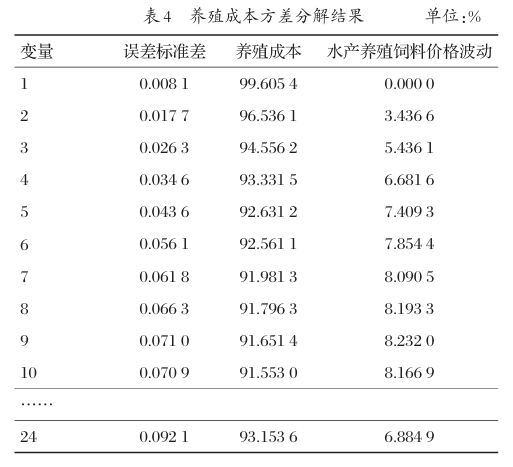 表4 养殖成本方差分解结果 单位:%
变量 误差标准差 养殖成本 水产养殖饲料价格波动
1 0.008 1 99.605 4 0.000 0
2 0.017 7 96.536 1 3.436 6
3 0.026 3 94.556 2 5.436 1
4 0.034 6 93.331 5 6.681 6
5 0.043 6 92.631 2 7.409 3
6 0.056 1 92.561 1 7.854 4
7 0.061 8 91.981 3 8.090 5
8 0.066 3 91.796 3 8.193 3
9 0.071 0 91.651 4 8.232 0
10 0.070 9 91.553 0 8.166 9
……
24 0.092 1 93.153 6 6.884 9